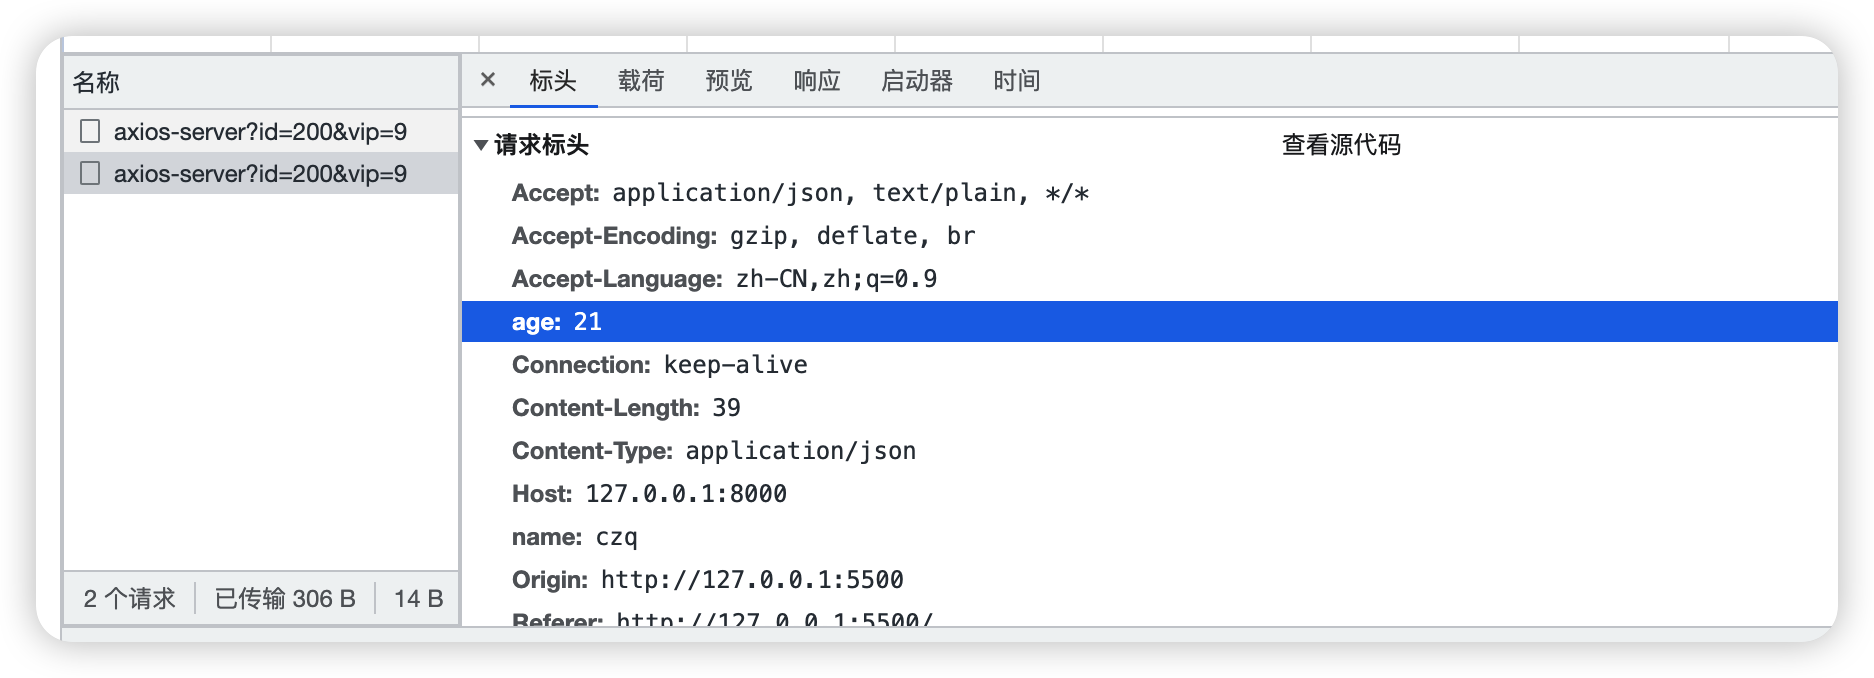 名称
axios-server?id=200&vip=9
axios-server?id=200&vip=9
2 个请求 已传输 306 B 14 B
× 标头 载荷 预览 响应 启动器 时间
▼请求标头 查看源代码
Accept: application/json, text/plain, */*
Accept-Encoding: gzip, deflate, br
Accept-Language: zh-CN,zh;q=0.9
age: 21
Connection: keep-alive
Content-Length: 39
Content-Type: application/json
Host: 127.0.0.1:8000
name: czq
Origin: http://127.0.0.1:5500
Referer: http://127.0.0.1:5500/